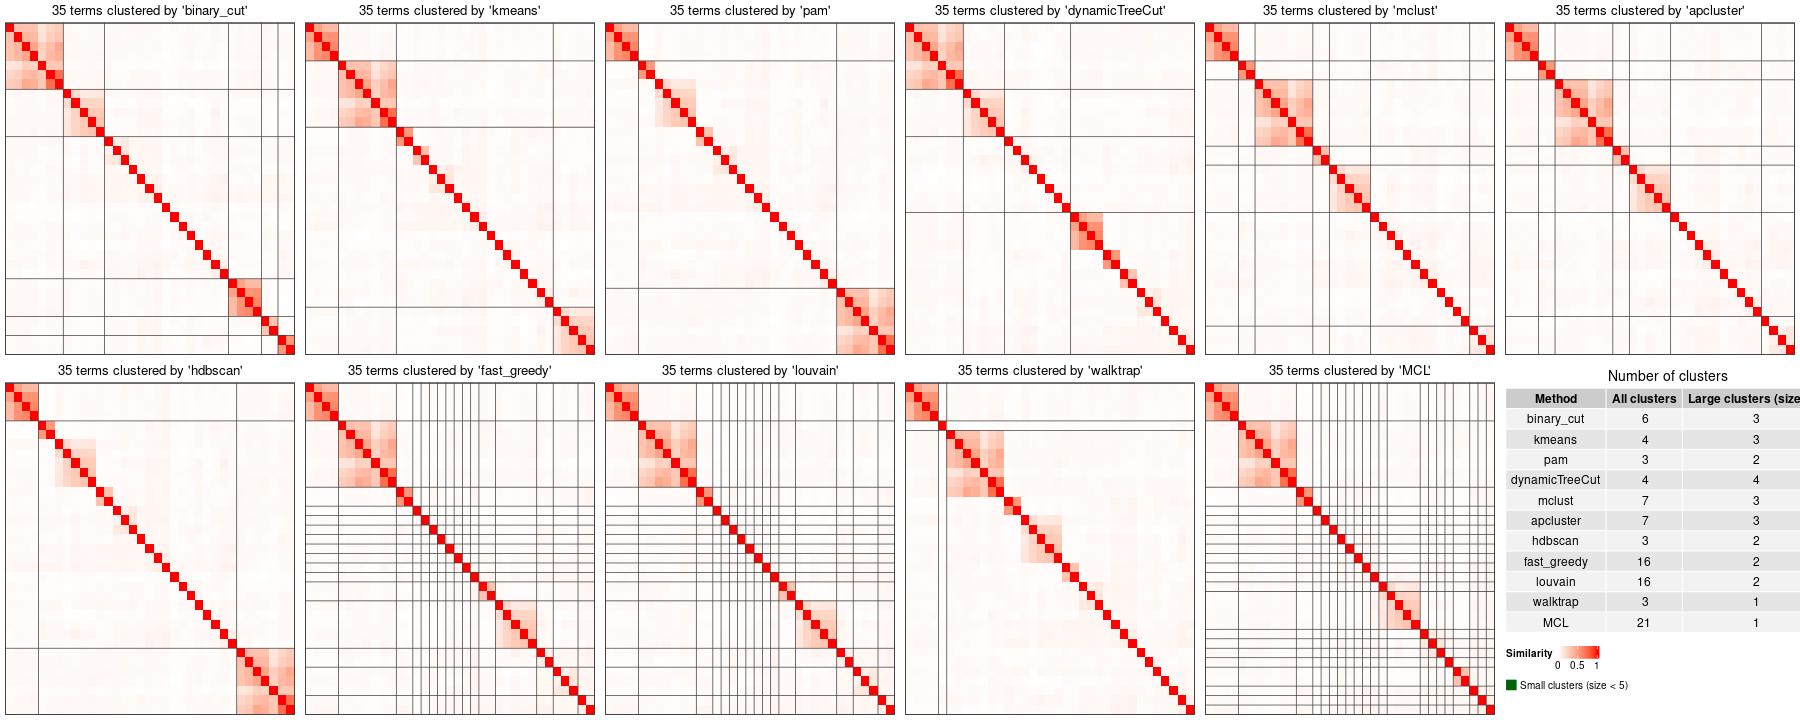 35 terms clustered by 'binary_cut'
35 terms clustered by 'kmeans'
35 terms clustered by 'pam'
35 terms clustered by 'dynamicTreeCut'
35 terms clustered by 'mclust'
35 terms clustered by 'apcluster'
35 terms clustered by 'hdbscan'
35 terms clustered by 'fast_greedy'
35 terms clustered by 'louvain'
35 terms clustered by 'walktrap'
35 terms clustered by 'MCL'
Number of clusters
Method All clusters Large clusters (size
binary_cut 6 3
kmeans 4 3
pam 3 2
dynamicTreeCut 4 4
mclust 7 3
apcluster 7 3
hdbscan 3 2
fast_greedy 16 2
louvain 16 2
walktrap 3 1
MCL 21 1
Similarity
0 0.5 1
Small clusters (size < 5)